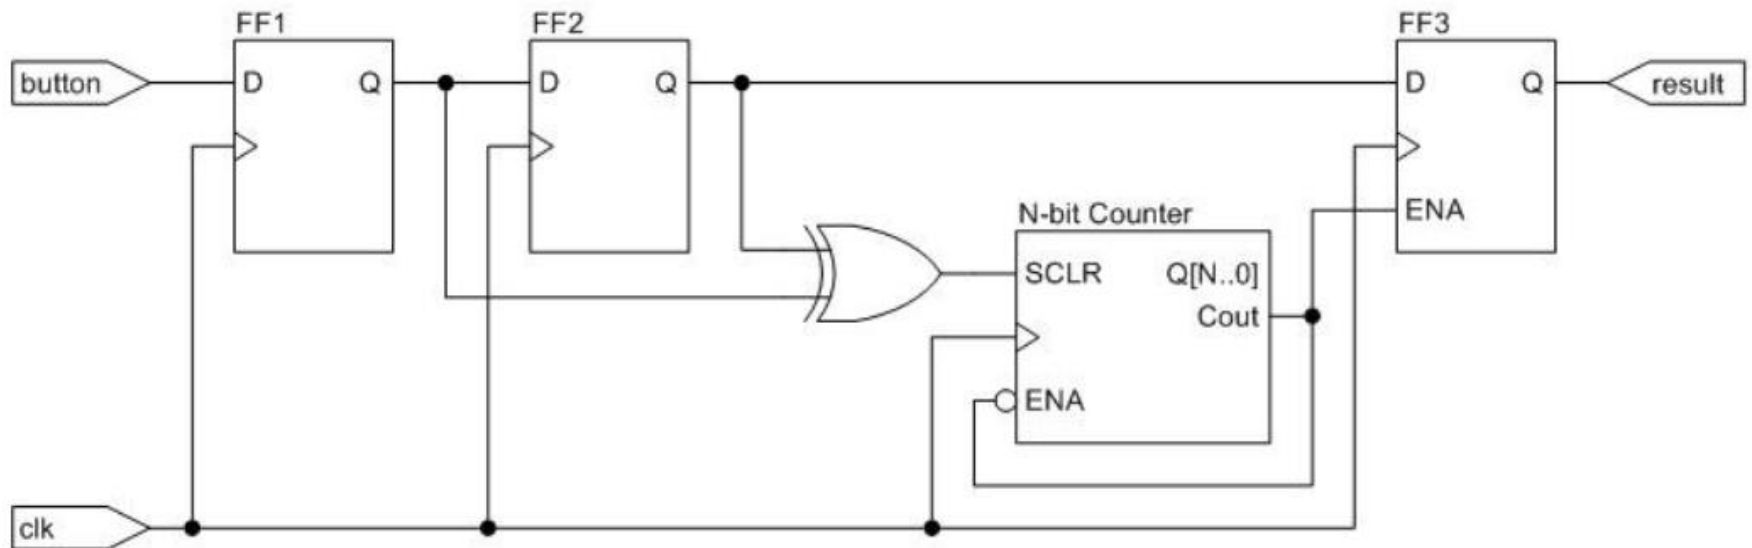 FF1
FF2
FF3
button
D
Q
D
Q
D
Q
result
ENA
N-bit Counter
SCLR
Q[N..0]
Cout
ENA
clk